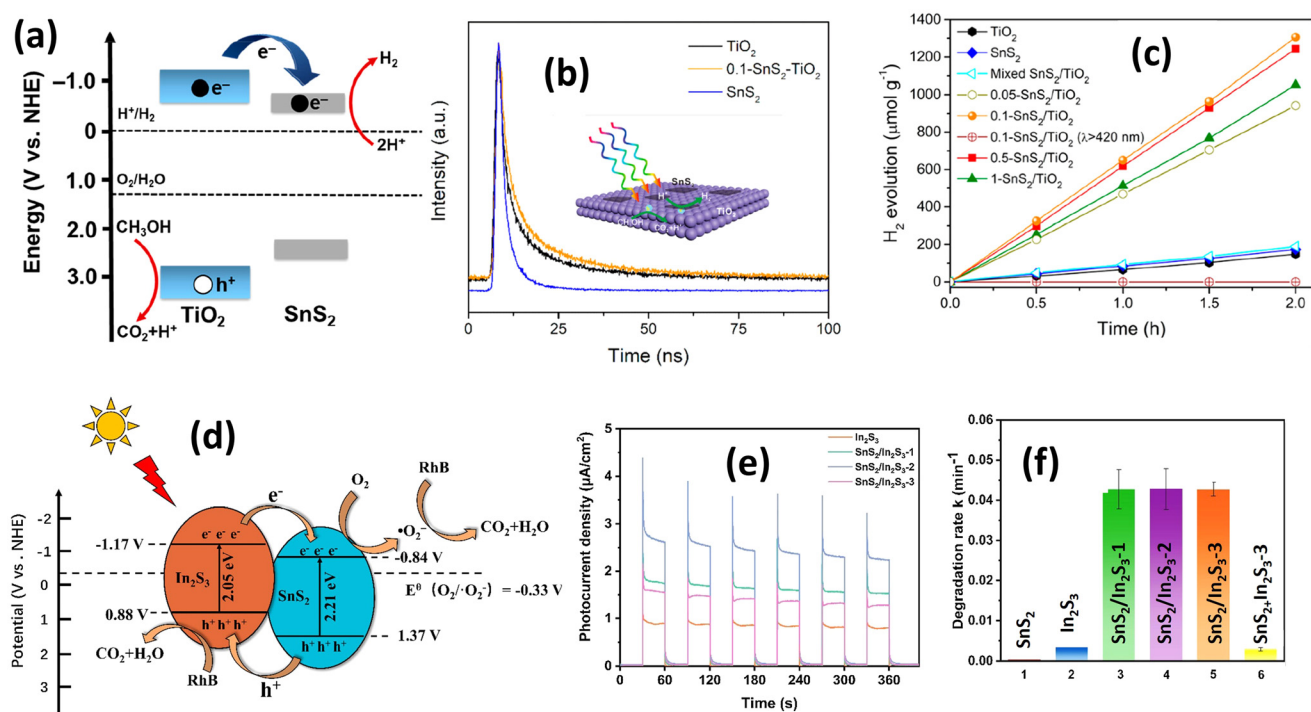 (a)
Energy (V vs. NHE)
−1.0
0
1.0
2.0
3.0
H⁺/H₂
O₂/H₂O
CH₃OH
CO₂+H⁺
e⁻
e⁻
e⁻
h⁺
H₂
2H⁺
TiO₂
SnS₂
(b)
Intensity (a.u.)
TiO₂
0.1-SnS₂-TiO₂
SnS₂
TiO₂
0 25 50 75 100
Time (ns)
(c)
H₂ evolution (μmol g⁻¹)
1400
1300
1200
1100
1000
900
800
700
600
400
200
0
TiO₂
SnS₂
Mixed SnS₂/TiO₂
0.05-SnS₂/TiO₂
0.1-SnS₂/TiO₂
0.1-SnS₂/TiO₂ (λ>420 nm)
0.5-SnS₂/TiO₂
1-SnS₂/TiO₂
0.0 0.5 1.0 1.5 2.0
Time (h)
(d)
Potential (V vs. NHE)
-2
-1
0
1
2
3
-1.17 V
0.88 V
In₂S₃
2.05 eV
e⁻ e⁻ e⁻
h⁺ h⁺ h⁺
e⁻
SnS₂
2.21 eV
e⁻ e⁻ e⁻
h⁺ h⁺ h⁺
h⁺
O₂
RhB
•O₂⁻
CO₂+H₂O
-0.84 V
Eᶿ (O₂/·O₂⁻) = -0.33 V
1.37 V
CO₂+H₂O
RhB
(e)
Photocurrent density (μA/cm²)
5
4
3
2
1
0
In₂S₃
SnS₂/In₂S₃-1
SnS₂/In₂S₃-2
SnS₂/In₂S₃-3
0 60 120 180 240 300 360
Time (s)
(f)
Degradation rate k (min⁻¹)
0.06
0.05
0.04
0.03
0.02
0.01
0.00
SnS₂
In₂S₃
SnS₂/In₂S₃-1
SnS₂/In₂S₃-2
SnS₂/In₂S₃-3
SnS₂₊In₂S₃-3
1 2 3 4 5 6